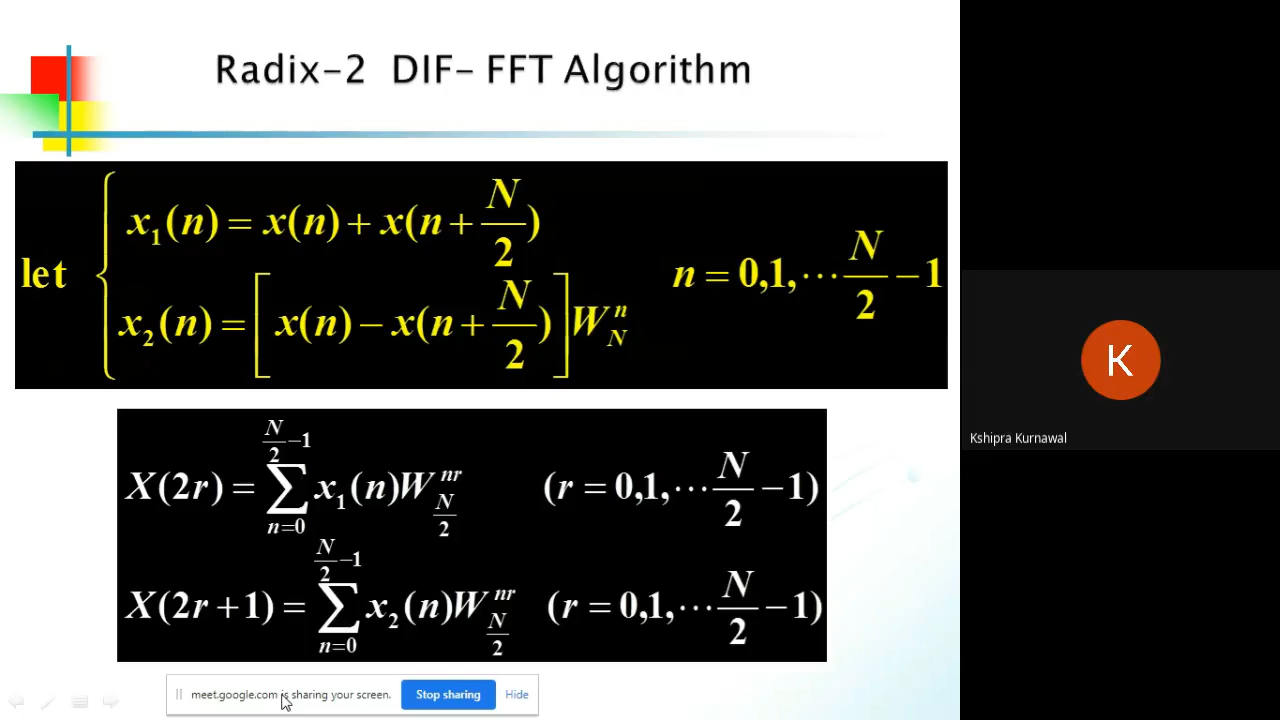 Radix-2 DIF- FFT Algorithm
let { x₁(n) = x(n) + x(n + N/2)
x₂(n) = [ x(n) − x(n + N/2) ] W_N^n    n = 0,1,⋯ N/2 − 1
X(2r) = ∑_{n=0}^{N/2−1} x₁(n)W_{N/2}^{nr}    (r = 0,1,⋯ N/2 − 1)
X(2r + 1) = ∑_{n=0}^{N/2−1} x₂(n)W_{N/2}^{nr}    (r = 0,1,⋯ N/2 − 1)
meet.google.com is sharing your screen. Stop sharing Hide
K
Kshipra Kurnawal